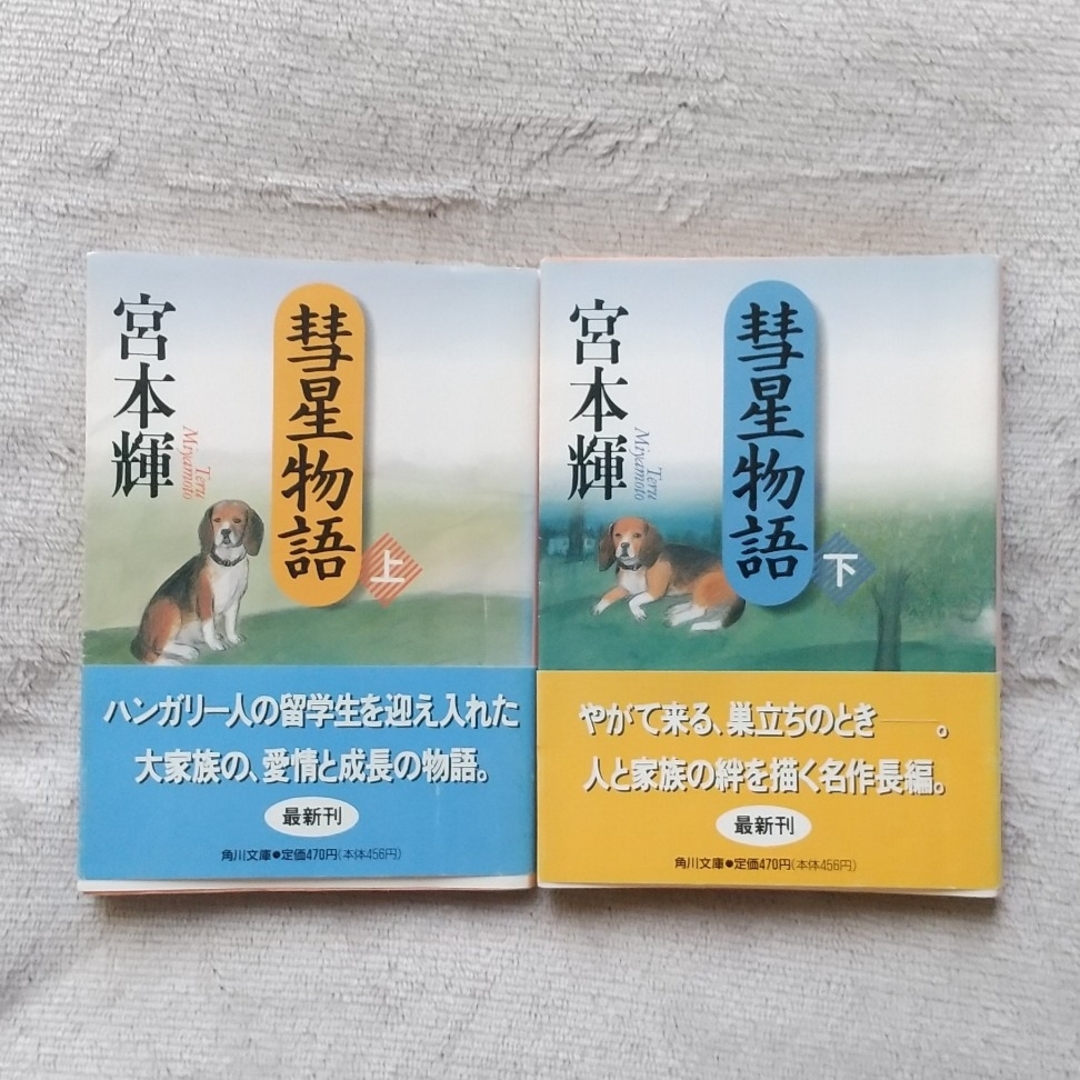 宮本輝
Teru
Miyamoto
彗星物語
上
ハンガリー人の留学生を迎え入れた
大家族の、愛情と成長の物語。
最新刊
角川文庫●定価470円(本体456円)
宮本輝
Teru
Miyamoto
彗星物語
下
やがて来る、巣立ちのとき――。
人と家族の絆を描く名作長編。
最新刊
角川文庫●定価470円(本体456円)